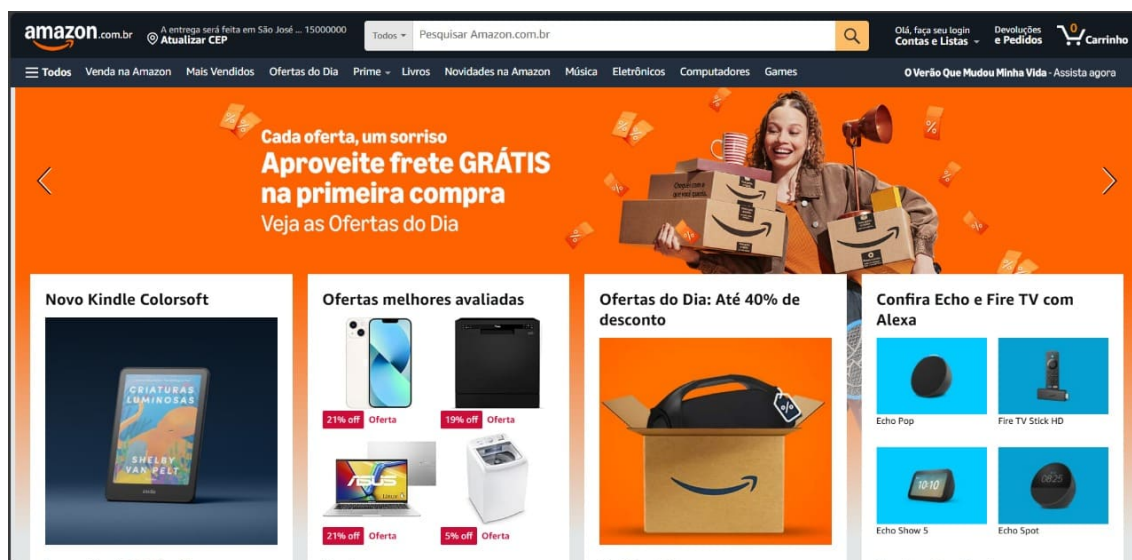 amazon.com.br
A entrega será feita em São José ... 15000000
Atualizar CEP
Todos
Pesquisar Amazon.com.br
Olá, faça seu login
Contas e Listas
Devoluções
e Pedidos
0
Carrinho
Todos
Venda na Amazon
Mais Vendidos
Ofertas do Dia
Prime
Livros
Novidades na Amazon
Música
Eletrônicos
Computadores
Games
O Verão Que Mudou Minha Vida - Assista agora
Cada oferta, um sorriso
Aproveite frete GRÁTIS
na primeira compra
Veja as Ofertas do Dia
Novo Kindle Colorsoft
CRIATURAS
LUMINOSAS
SHELBY
VAN PELT
kindle
Ofertas melhores avaliadas
21% off Oferta
19% off Oferta
ASUS
Linux
21% off Oferta
5% off Oferta
Ofertas do Dia: Até 40% de
desconto
%
Confira Echo e Fire TV com
Alexa
Echo Pop
Fire TV Stick HD
10:10
08:25
Echo Show 5
Echo Spot